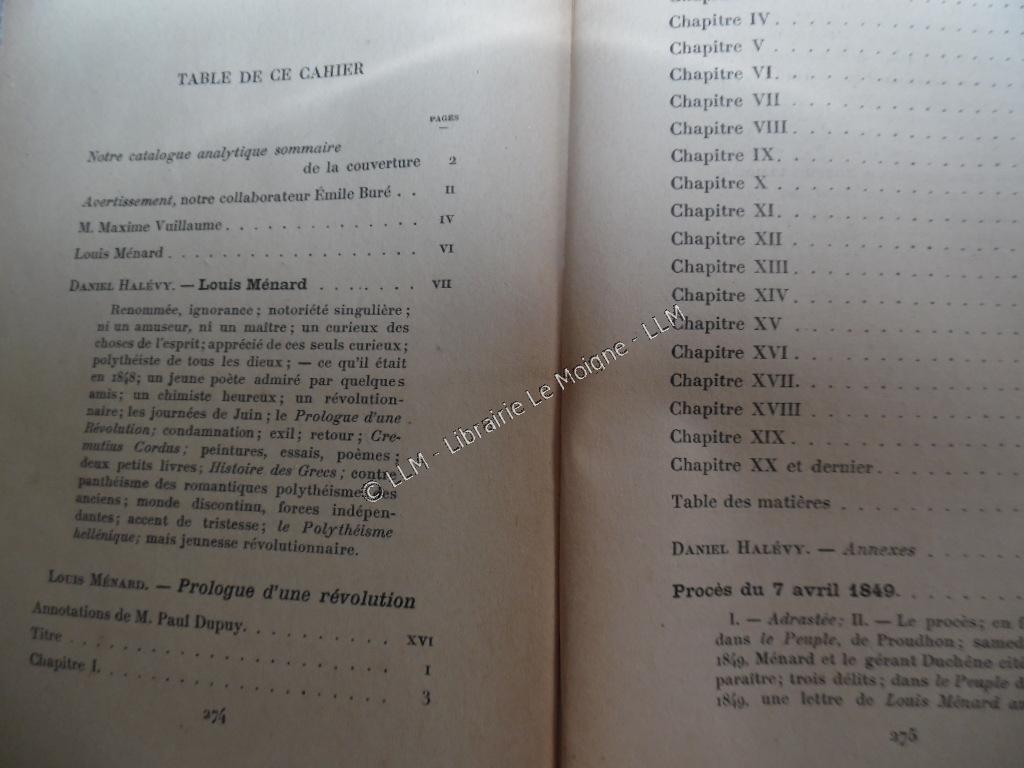 TABLE DE CE CAHIER
PAGES
Notre catalogue analytique sommaire
de la couverture 2
Avertissement, notre collaborateur Émile Buré . . II
M. Maxime Vuillaume . . . . . . . . . . . . . IV
Louis Ménard . . . . . . . . . . . . . . . . . VI
DANIEL HALÉVY. — Louis Ménard . . . . . . . VII
Renommée, ignorance ; notoriété singulière ;
ni un amuseur, ni un maître ; un curieux des
choses de l'esprit ; apprécié de ces seuls curieux ;
polythéiste de tous les dieux ; — ce qu'il était
en 1848 ; un jeune poète admiré par quelques
amis ; un chimiste heureux ; un révolution-
naire ; les journées de Juin ; le Prologue d'une
Révolution ; condamnation ; exil ; retour ; Cre-
mutius Cordus ; peintures, essais, poèmes ;
deux petits livres ; Histoire des Grecs ; contre
panthéisme des romantiques polythéisme des
anciens ; monde discontinu, forces indépen-
dantes ; accent de tristesse ; le Polythéisme
hellénique ; mais jeunesse révolutionnaire.
LOUIS MÉNARD. — Prologue d'une révolution
Annotations de M. Paul Dupuy. . . . . . . . . . XVI
Titre . . . . . . . . . . . . . . . . . . . . I
Chapitre I. . . . . . . . . . . . . . . . . . 3
274
Chapitre IV. . . . . . . . . . .
Chapitre V . . . . . . . . . . .
Chapitre VI. . . . . . . . . . .
Chapitre VII . . . . . . . . . .
Chapitre VIII. . . . . . . . . .
Chapitre IX. . . . . . . . . . .
Chapitre X . . . . . . . . . . .
Chapitre XI. . . . . . . . . . .
Chapitre XII . . . . . . . . . .
Chapitre XIII . . . . . . . . . .
Chapitre XIV. . . . . . . . . .
Chapitre XV . . . . . . . . . .
Chapitre XVI. . . . . . . . . .
Chapitre XVII. . . . . . . . . .
Chapitre XVIII . . . . . . . . .
Chapitre XIX. . . . . . . . . .
Chapitre XX et dernier. . . . . .
Table des matières . . . . . . . .
DANIEL HALÉVY. — Annexes . . . . .
Procès du 7 avril 1849. . . . . . .
I. — Adrastée ; II. — Le procès ; en
dans le Peuple, de Proudhon ; samed
1849, Ménard et le gérant Duchêne cité
paraître ; trois délits ; dans le Peuple d
1849, une lettre de Louis Ménard
275
© LLM - Librairie Le Moigne - LLM